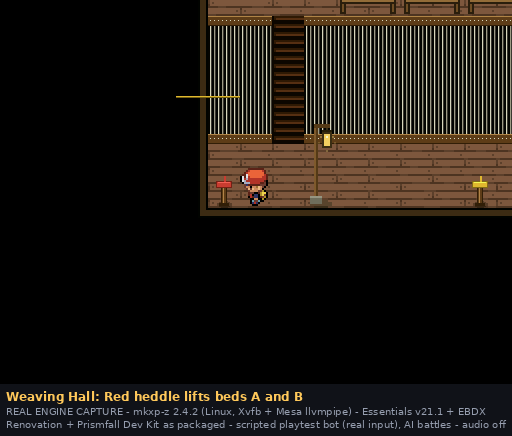 Weaving Hall: Red heddle lifts beds A and B
REAL ENGINE CAPTURE - mkxp-z 2.4.2 (Linux, Xvfb + Mesa llvmpipe) - Essentials v21.1 + EBDX
Renovation + Prismfall Dev Kit as packaged - scripted playtest bot (real input), AI battles - audio off